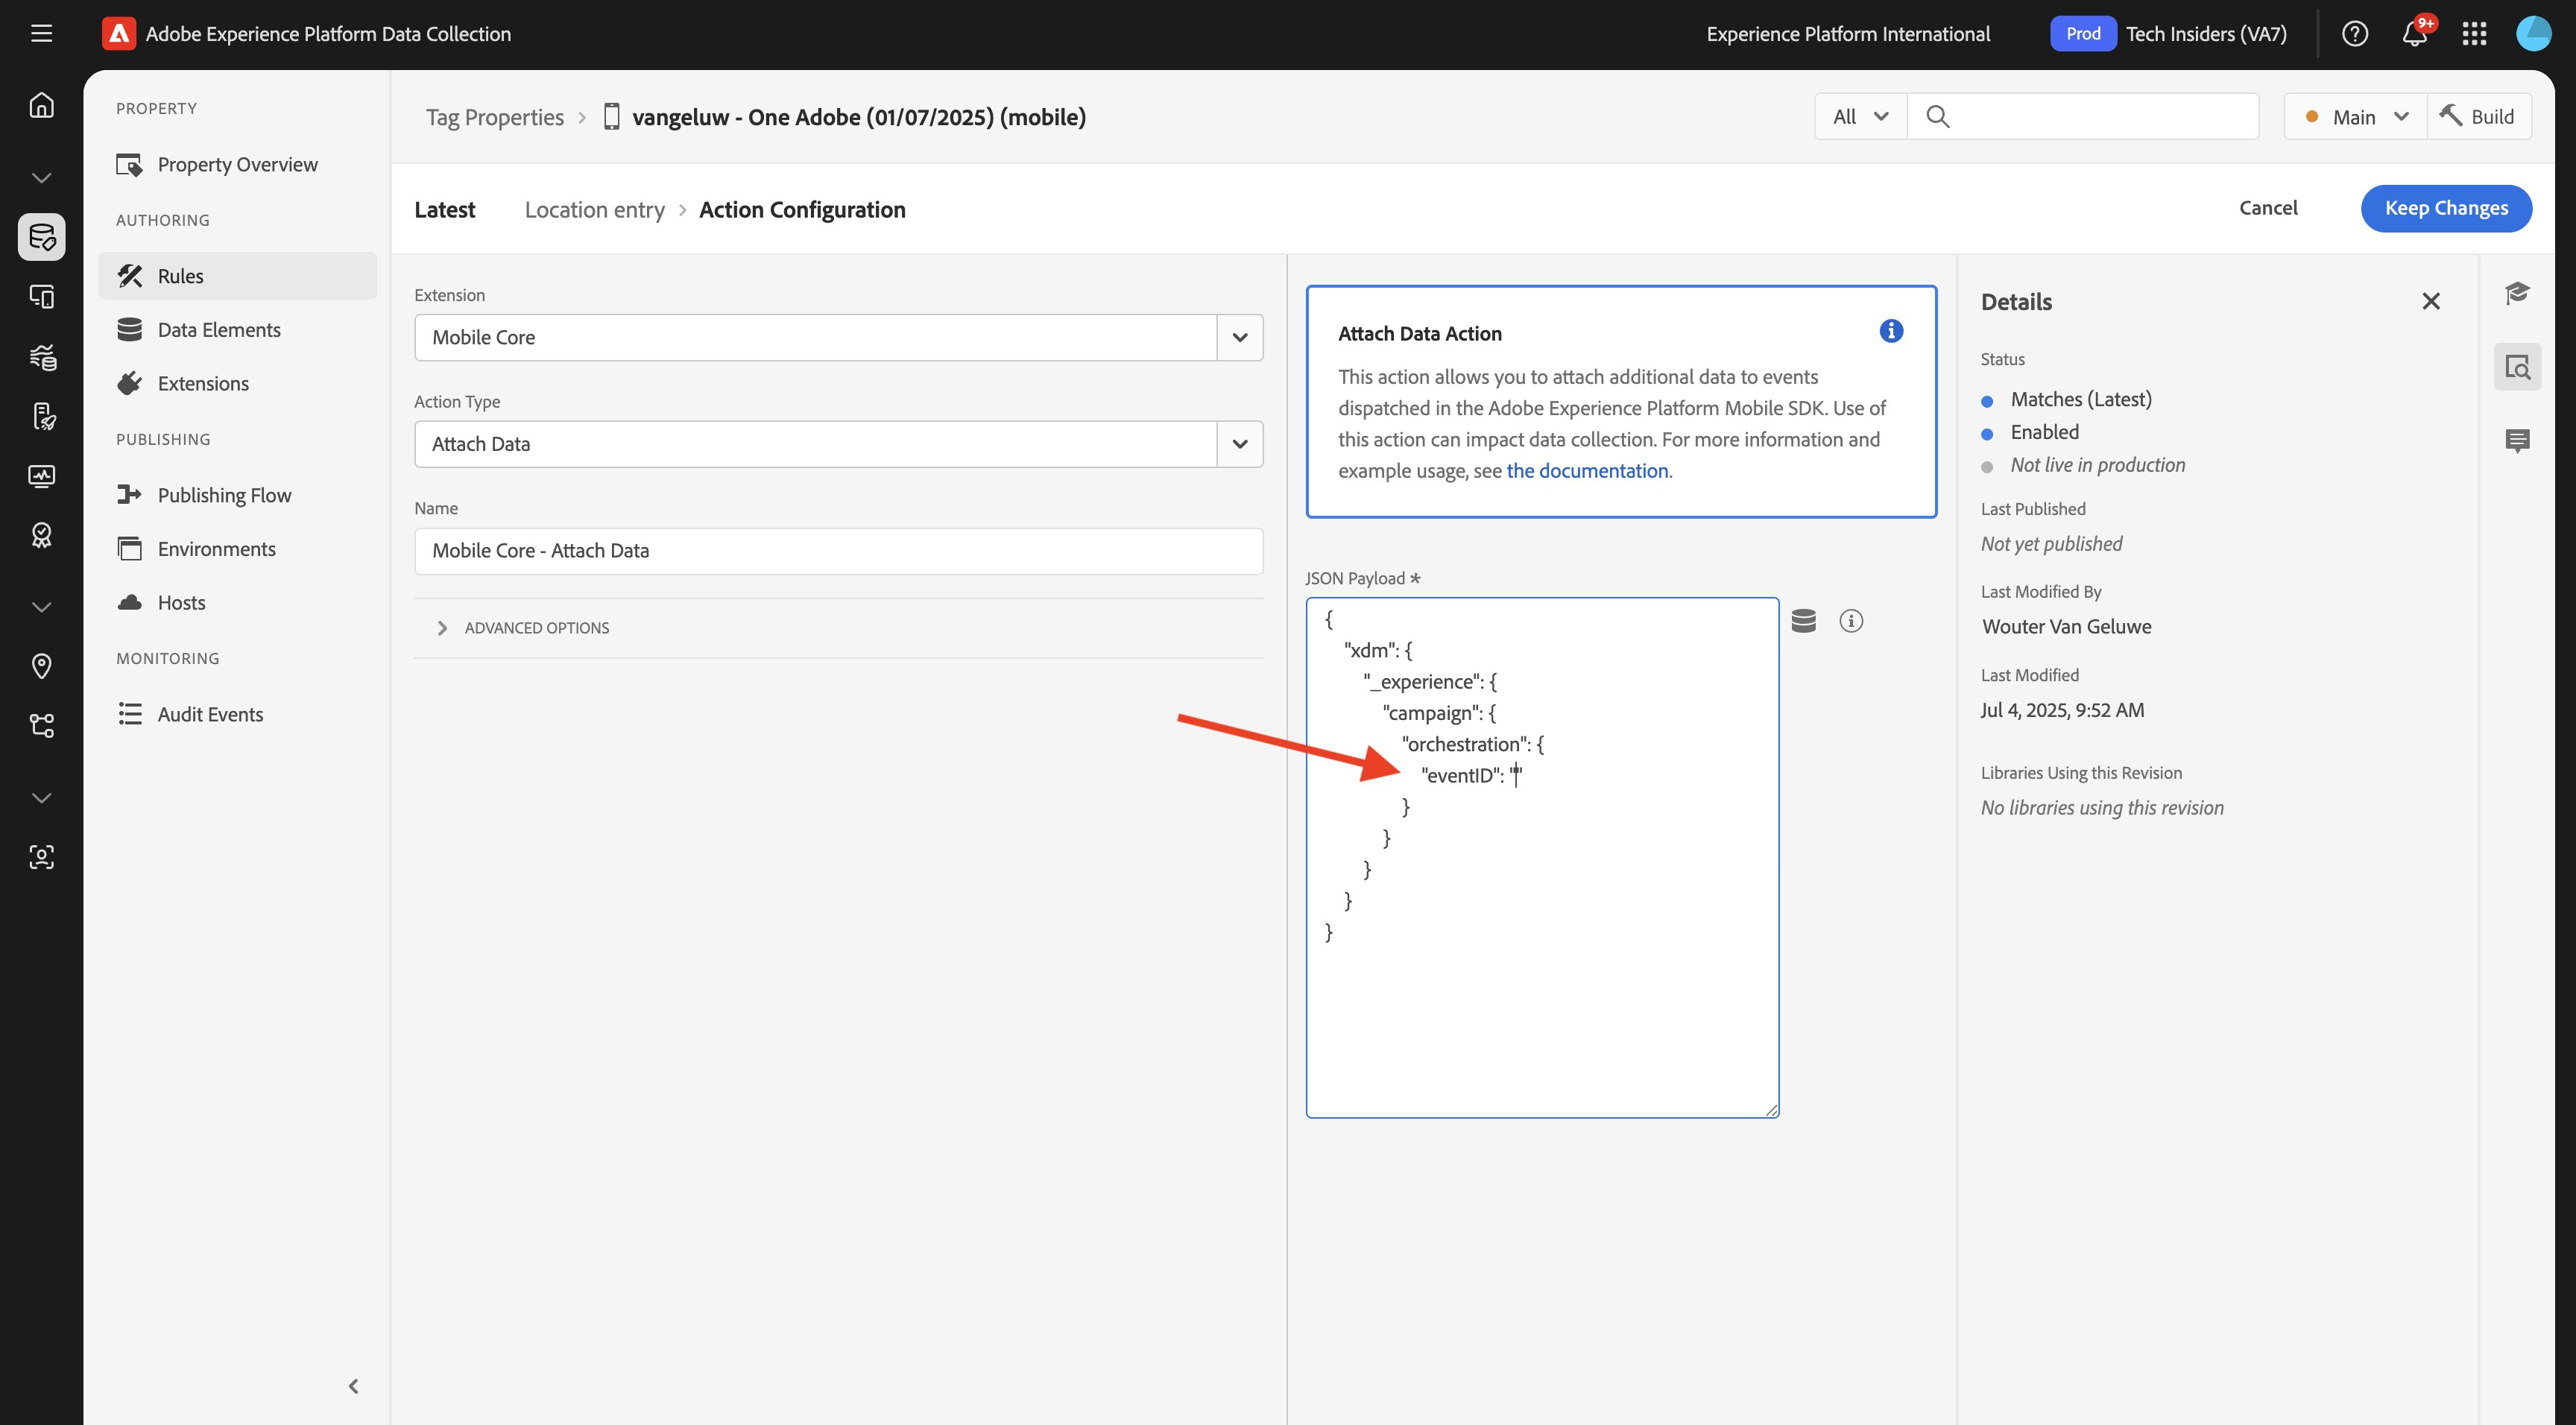 Adobe Experience Platform Data Collection
Experience Platform International
Prod
Tech Insiders (VA7)
9+
PROPERTY
Property Overview
AUTHORING
Rules
Data Elements
Extensions
PUBLISHING
Publishing Flow
Environments
Hosts
MONITORING
Audit Events
Tag Properties
vangeluw - One Adobe (01/07/2025) (mobile)
All
Main
Build
Latest
Location entry
Action Configuration
Cancel
Keep Changes
Extension
Mobile Core
Action Type
Attach Data
Name
Mobile Core - Attach Data
ADVANCED OPTIONS
Attach Data Action
This action allows you to attach additional data to events
dispatched in the Adobe Experience Platform Mobile SDK. Use of
this action can impact data collection. For more information and
example usage, see the documentation.
JSON Payload *
{
"xdm": {
"_experience": {
"campaign": {
"orchestration": {
"eventID": ""
}
}
}
}
}
Details
Status
Matches (Latest)
Enabled
Not live in production
Last Published
Not yet published
Last Modified By
Wouter Van Geluwe
Last Modified
Jul 4, 2025, 9:52 AM
Libraries Using this Revision
No libraries using this revision